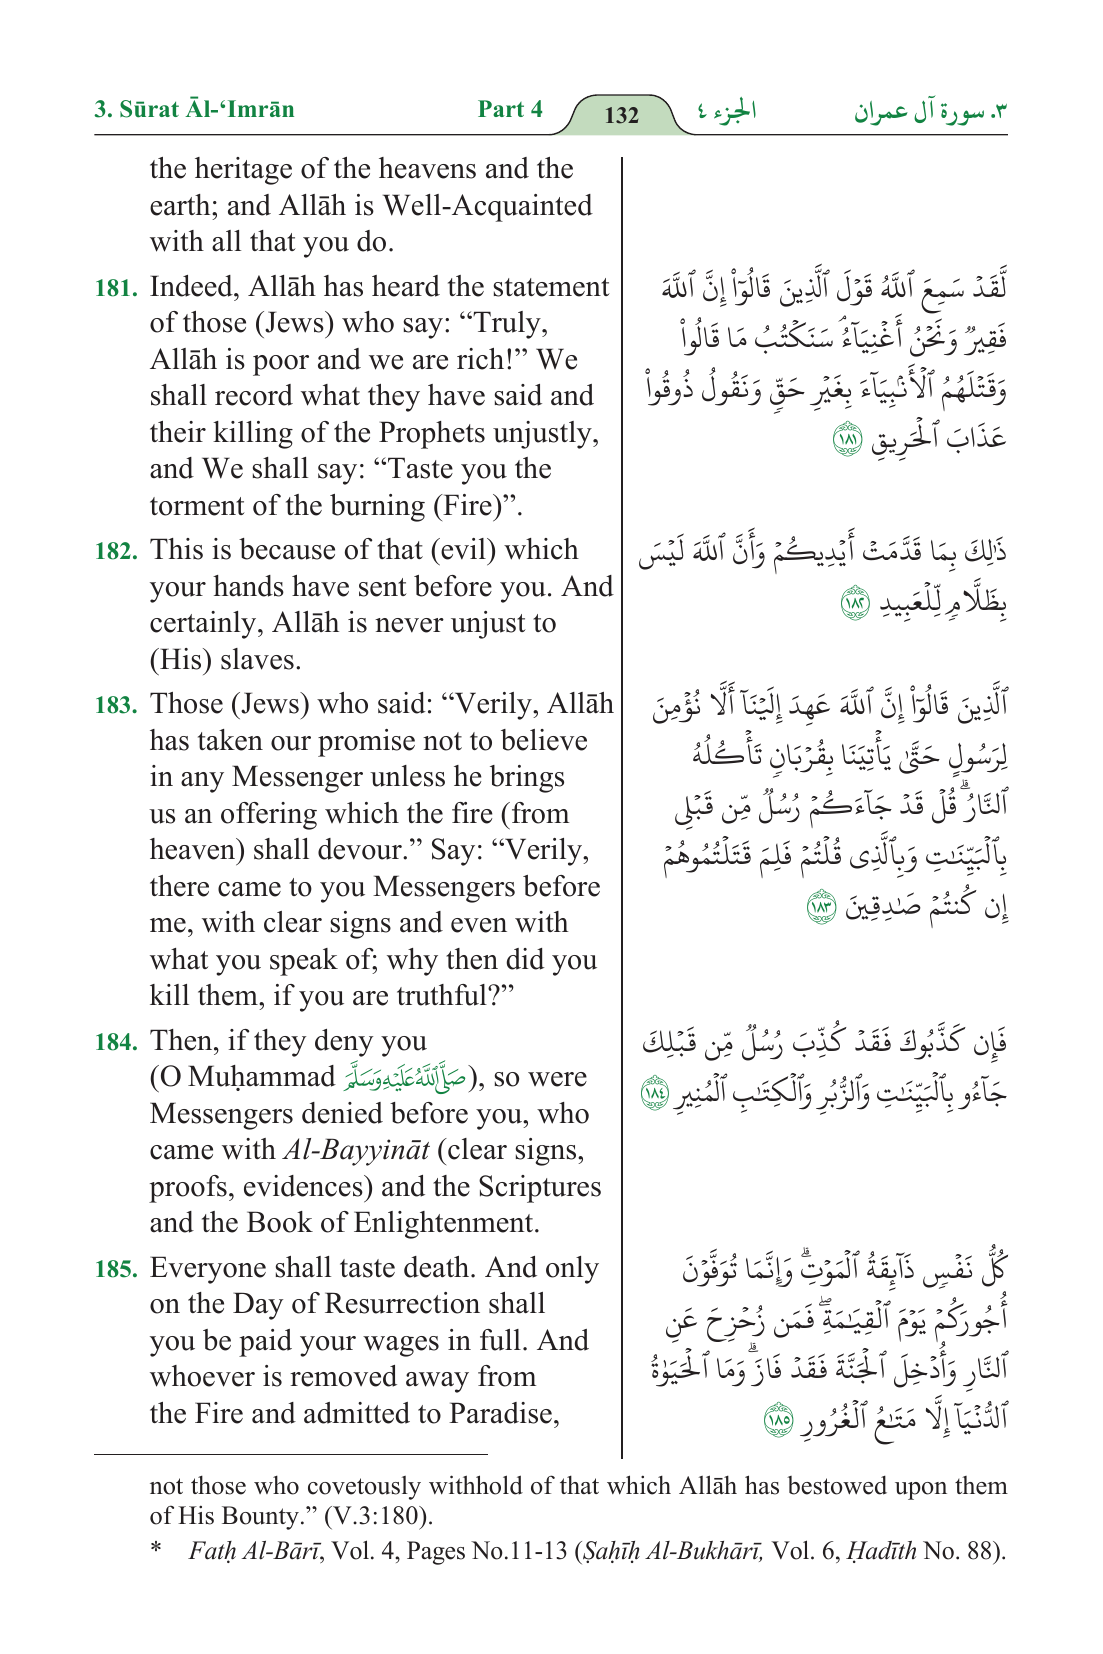 3. Sūrat Āl-‘Imrān Part 4 132 الجزء ٤ ٣. سورة آل عمران
the heritage of the heavens and the
earth; and Allāh is Well-Acquainted
with all that you do.
181. Indeed, Allāh has heard the statement
of those (Jews) who say: “Truly,
Allāh is poor and we are rich!” We
shall record what they have said and
their killing of the Prophets unjustly,
and We shall say: “Taste you the
torment of the burning (Fire)”.
لَّقَدْ سَمِعَ ٱللَّهُ قَوْلَ ٱلَّذِينَ قَالُوٓا۟ إِنَّ ٱللَّهَ
فَقِيرٌ وَنَحْنُ أَغْنِيَآءُ ۘ سَنَكْتُبُ مَا قَالُوا۟
وَقَتْلَهُمُ ٱلْأَنۢبِيَآءَ بِغَيْرِ حَقٍّ وَنَقُولُ ذُوقُوا۟
عَذَابَ ٱلْحَرِيقِ ١٨١
182. This is because of that (evil) which
your hands have sent before you. And
certainly, Allāh is never unjust to
(His) slaves.
ذَٰلِكَ بِمَا قَدَّمَتْ أَيْدِيكُمْ وَأَنَّ ٱللَّهَ لَيْسَ
بِظَلَّامٍ لِّلْعَبِيدِ ١٨٢
183. Those (Jews) who said: “Verily, Allāh
has taken our promise not to believe
in any Messenger unless he brings
us an offering which the fire (from
heaven) shall devour.” Say: “Verily,
there came to you Messengers before
me, with clear signs and even with
what you speak of; why then did you
kill them, if you are truthful?”
ٱلَّذِينَ قَالُوٓا۟ إِنَّ ٱللَّهَ عَهِدَ إِلَيْنَآ أَلَّا نُؤْمِنَ
لِرَسُولٍ حَتَّىٰ يَأْتِيَنَا بِقُرْبَانٍ تَأْكُلُهُ
ٱلنَّارُ ۗ قُلْ قَدْ جَآءَكُمْ رُسُلٌ مِّن قَبْلِى
بِٱلْبَيِّنَـٰتِ وَبِٱلَّذِى قُلْتُمْ فَلِمَ قَتَلْتُمُوهُمْ
إِن كُنتُمْ صَـٰدِقِينَ ١٨٣
184. Then, if they deny you
(O Muḥammad صَلَّى ٱللَّهُ عَلَيْهِ وَسَلَّمَ), so were
Messengers denied before you, who
came with Al-Bayyināt (clear signs,
proofs, evidences) and the Scriptures
and the Book of Enlightenment.
فَإِن كَذَّبُوكَ فَقَدْ كُذِّبَ رُسُلٌ مِّن قَبْلِكَ
جَآءُو بِٱلْبَيِّنَـٰتِ وَٱلزُّبُرِ وَٱلْكِتَـٰبِ ٱلْمُنِيرِ ١٨٤
185. Everyone shall taste death. And only
on the Day of Resurrection shall
you be paid your wages in full. And
whoever is removed away from
the Fire and admitted to Paradise,
كُلُّ نَفْسٍ ذَآئِقَةُ ٱلْمَوْتِ ۗ وَإِنَّمَا تُوَفَّوْنَ
أُجُورَكُمْ يَوْمَ ٱلْقِيَـٰمَةِ ۖ فَمَن زُحْزِحَ عَنِ
ٱلنَّارِ وَأُدْخِلَ ٱلْجَنَّةَ فَقَدْ فَازَ ۗ وَمَا ٱلْحَيَوٰةُ
ٱلدُّنْيَآ إِلَّا مَتَـٰعُ ٱلْغُرُورِ ١٨٥
not those who covetously withhold of that which Allāh has bestowed upon them
of His Bounty.” (V.3:180).
* Fatḥ Al-Bārī, Vol. 4, Pages No.11-13 (Ṣaḥīḥ Al-Bukhārī, Vol. 6, Ḥadīth No. 88).